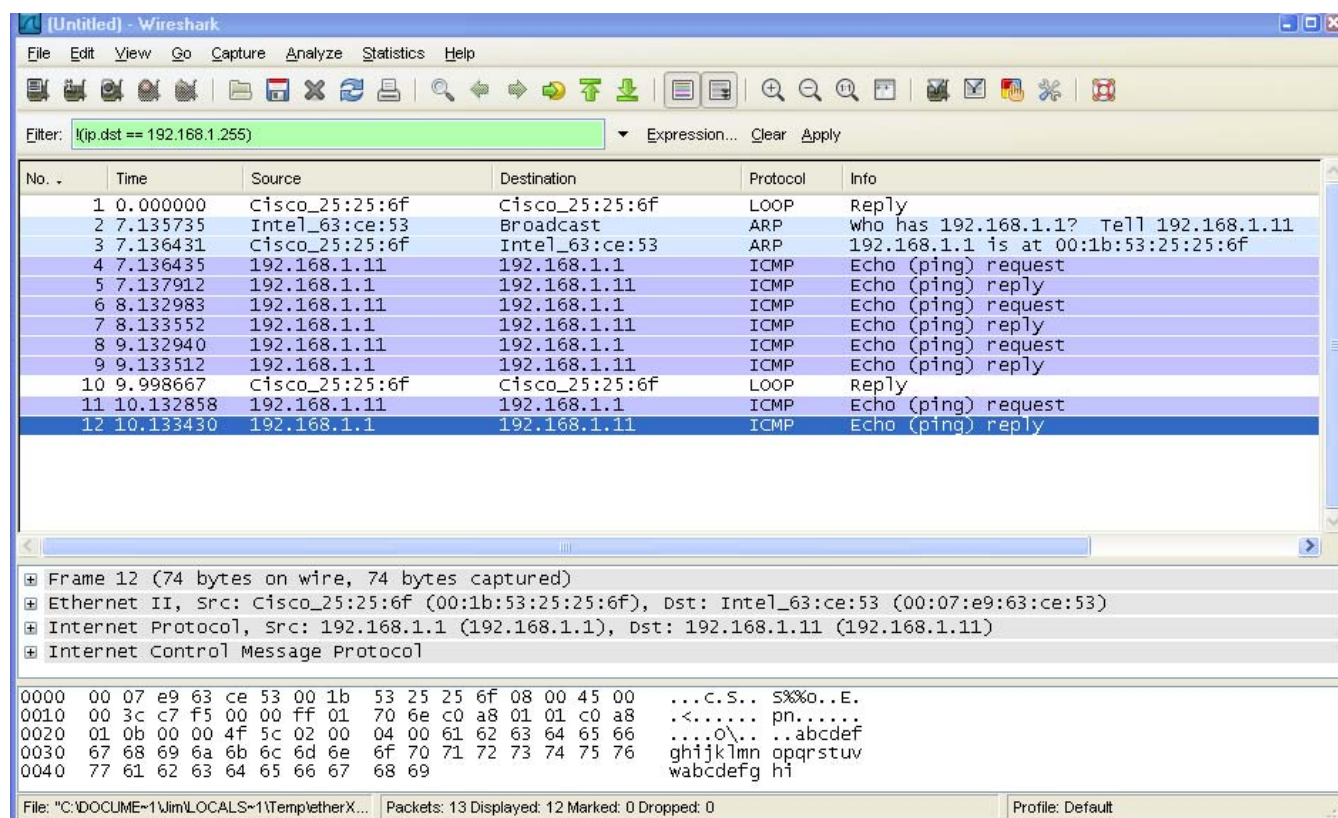 (Untitled) - Wireshark
File Edit View Go Capture Analyze Statistics Help
Filter: !(ip.dst == 192.168.1.255) Expression... Clear Apply
No. . Time Source Destination Protocol Info
1 0.000000 Cisco_25:25:6f Cisco_25:25:6f LOOP Reply
2 7.135735 Intel_63:ce:53 Broadcast ARP who has 192.168.1.1? Tell 192.168.1.11
3 7.136431 Cisco_25:25:6f Intel_63:ce:53 ARP 192.168.1.1 is at 00:1b:53:25:25:6f
4 7.136435 192.168.1.11 192.168.1.1 ICMP Echo (ping) request
5 7.137912 192.168.1.1 192.168.1.11 ICMP Echo (ping) reply
6 8.132983 192.168.1.11 192.168.1.1 ICMP Echo (ping) request
7 8.133552 192.168.1.1 192.168.1.11 ICMP Echo (ping) reply
8 9.132940 192.168.1.11 192.168.1.1 ICMP Echo (ping) request
9 9.133512 192.168.1.1 192.168.1.11 ICMP Echo (ping) reply
10 9.998667 Cisco_25:25:6f Cisco_25:25:6f LOOP Reply
11 10.132858 192.168.1.11 192.168.1.1 ICMP Echo (ping) request
12 10.133430 192.168.1.1 192.168.1.11 ICMP Echo (ping) reply
Frame 12 (74 bytes on wire, 74 bytes captured)
Ethernet II, Src: Cisco_25:25:6f (00:1b:53:25:25:6f), Dst: Intel_63:ce:53 (00:07:e9:63:ce:53)
Internet Protocol, Src: 192.168.1.1 (192.168.1.1), Dst: 192.168.1.11 (192.168.1.11)
Internet Control Message Protocol
0000 00 07 e9 63 ce 53 00 1b 53 25 25 6f 08 00 45 00 ...c.S.. S%%o..E.
0010 00 3c c7 f5 00 00 ff 01 70 6e c0 a8 01 01 c0 a8 .<...... pn......
0020 01 0b 00 00 4f 5c 02 00 04 00 61 62 63 64 65 66 ....o\.. ..abcdef
0030 67 68 69 6a 6b 6c 6d 6e 6f 70 71 72 73 74 75 76 ghijklmn opqrstuv
0040 77 61 62 63 64 65 66 67 68 69 wabcdefg hi
File: "C:\DOCUME~1\Jim\LOCALS~1\Temp\etherX... Packets: 13 Displayed: 12 Marked: 0 Dropped: 0 Profile: Default